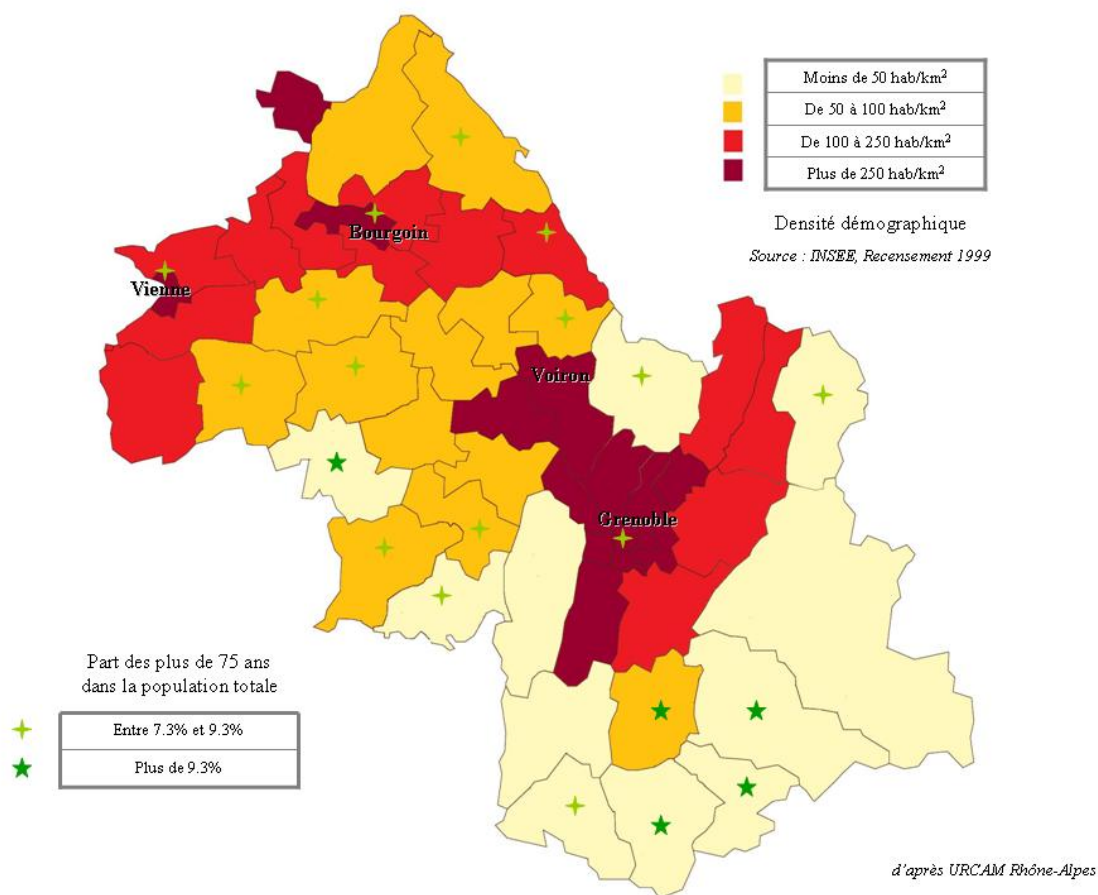 Moins de 50 hab/km²
De 50 à 100 hab/km²
De 100 à 250 hab/km²
Plus de 250 hab/km²
Densité démographique
Source : INSEE, Recensement 1999
Bourgoin
Vienne
Voiron
Grenoble
Part des plus de 75 ans
dans la population totale
Entre 7.3% et 9.3%
Plus de 9.3%
d'après URCAM Rhône-Alpes